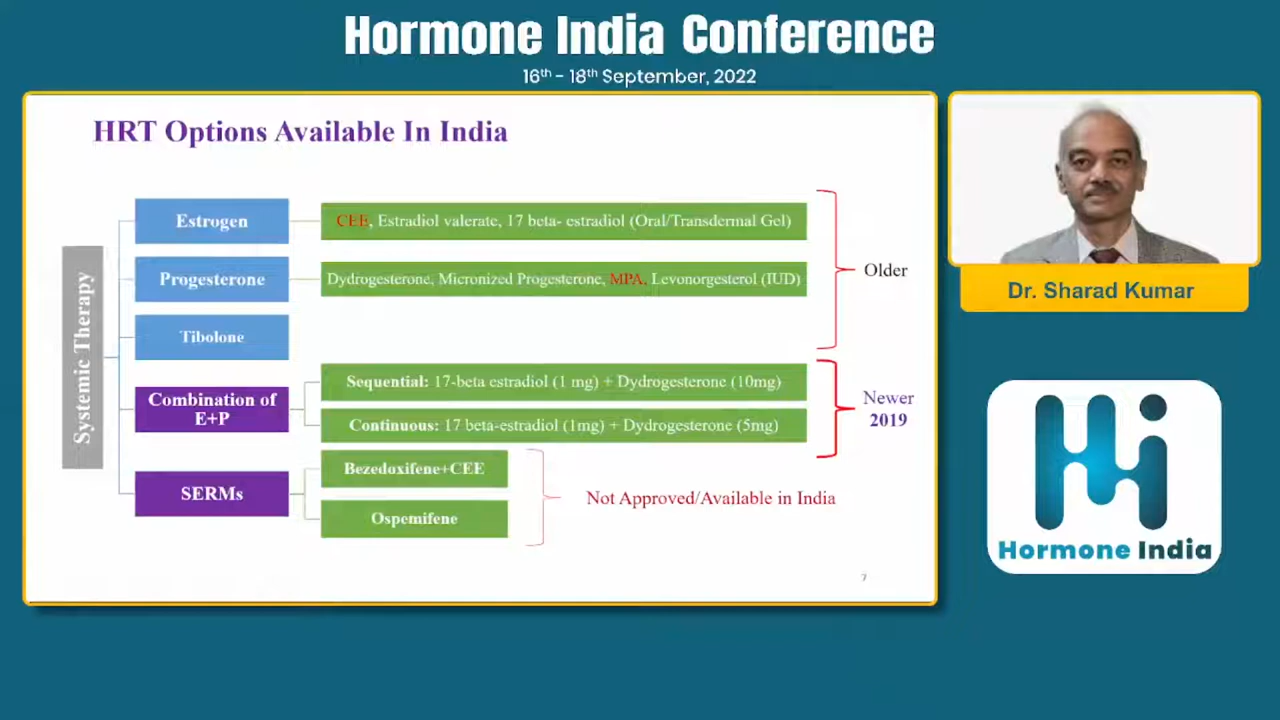 Hormone India Conference
16th - 18th September, 2022
HRT Options Available In India
Systemic Therapy
Estrogen
CEE, Estradiol valerate, 17 beta- estradiol (Oral/Transdermal Gel)
Progesterone
Dydrogesterone, Micronized Progesterone, MPA, Levonorgesterol (IUD)
Tibolone
Older
Combination of
E+P
Sequential: 17-beta estradiol (1 mg) + Dydrogesterone (10mg)
Continuous: 17 beta-estradiol (1mg) + Dydrogesterone (5mg)
Newer
2019
SERMs
Bezedoxifene+CEE
Ospemifene
Not Approved/Available in India
7
Dr. Sharad Kumar
Hormone India